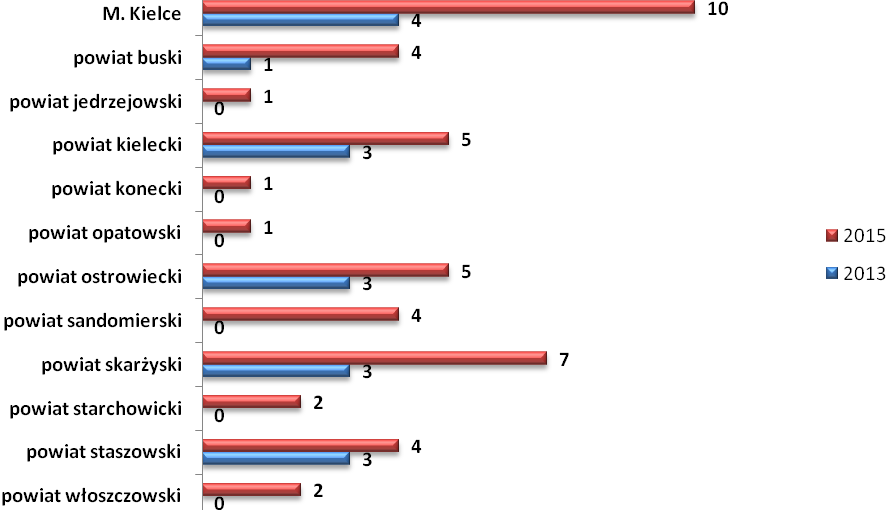 M. Kielce 10
4
powiat buski 4
1
powiat jedrzejowski 1
0
powiat kielecki 5
3
powiat konecki 1
0
powiat opatowski 1
0
powiat ostrowiecki 5
3
powiat sandomierski 4
0
powiat skarżyski 7
3
powiat starchowicki 2
0
powiat staszowski 4
3
powiat włoszczowski 2
0
2015
2013